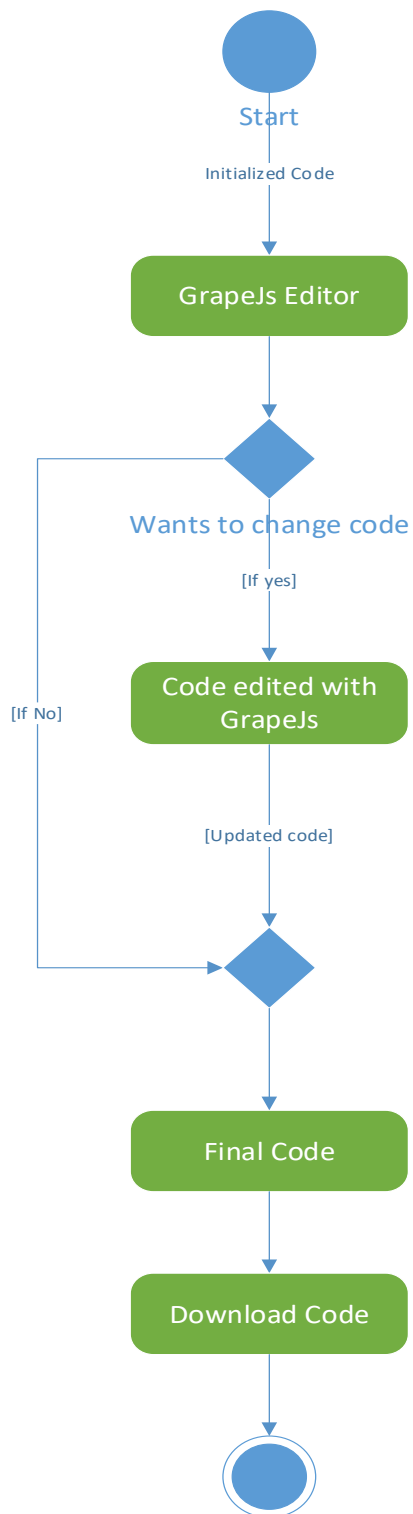 Start
Initialized Code
GrapeJs Editor
Wants to change code
[If yes]
Code edited with
GrapeJs
[If No]
[Updated code]
Final Code
Download Code